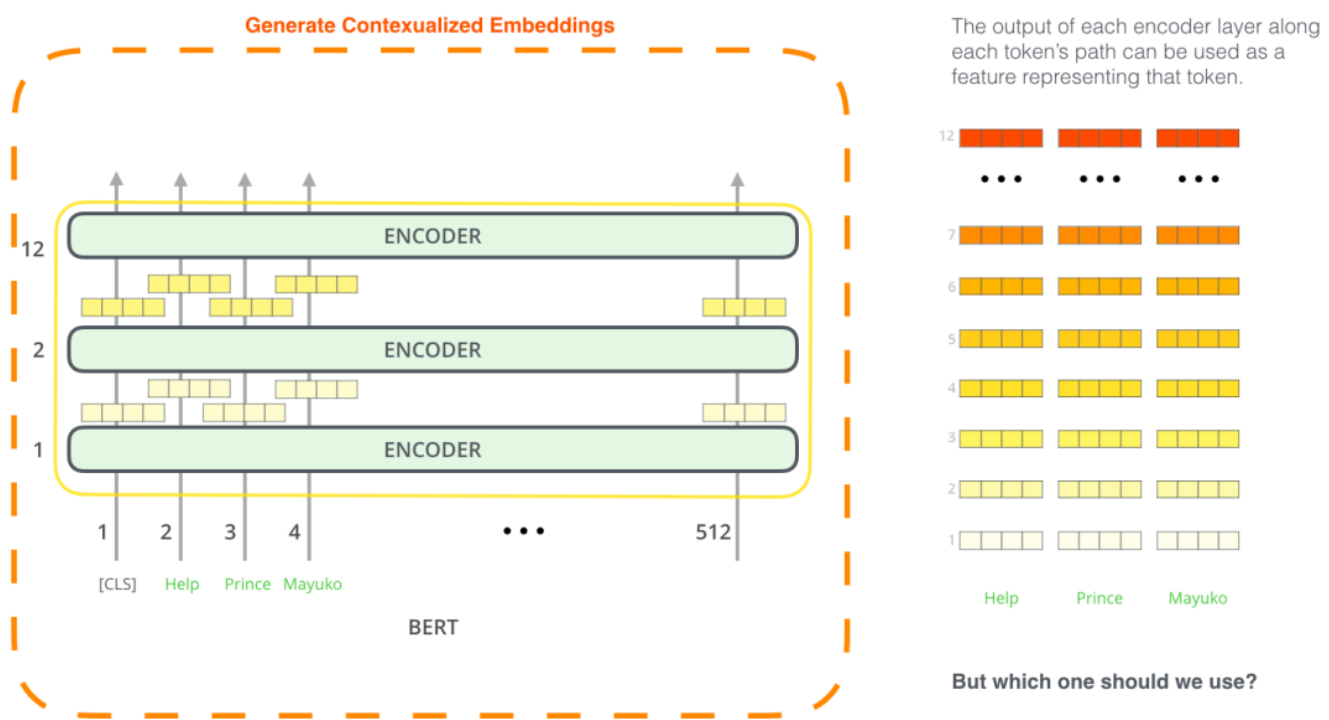 Generate Contexualized Embeddings
12
ENCODER
2
ENCODER
1
ENCODER
1
2
3
4
•••
512
[CLS]
Help
Prince
Mayuko
BERT
The output of each encoder layer along
each token's path can be used as a
feature representing that token.
12
•••
•••
•••
7
6
5
4
3
2
1
Help
Prince
Mayuko
But which one should we use?